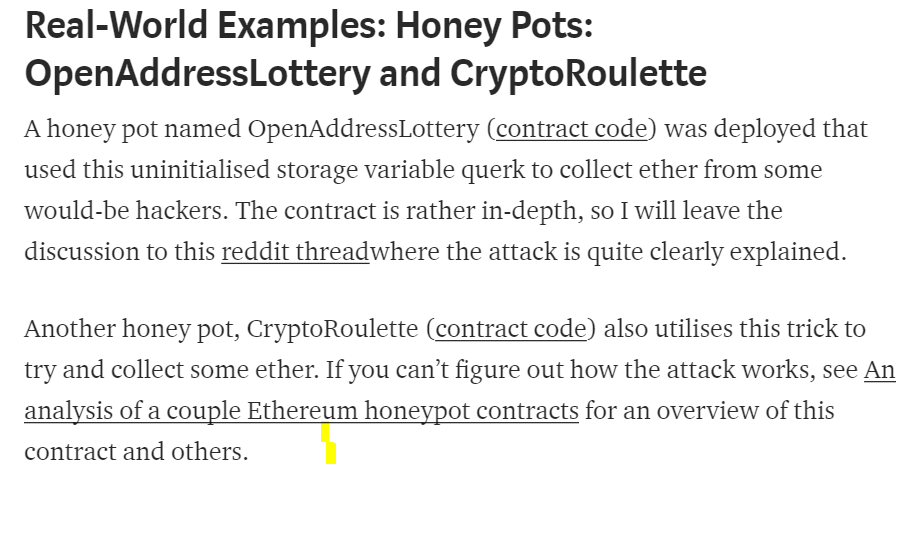 Real-World Examples: Honey Pots:
OpenAddressLottery and CryptoRoulette
A honey pot named OpenAddressLottery (contract code) was deployed that
used this uninitialised storage variable querk to collect ether from some
would-be hackers. The contract is rather in-depth, so I will leave the
discussion to this reddit threadwhere the attack is quite clearly explained.
Another honey pot, CryptoRoulette (contract code) also utilises this trick to
try and collect some ether. If you can’t figure out how the attack works, see An
analysis of a couple Ethereum honeypot contracts for an overview of this
contract and others.